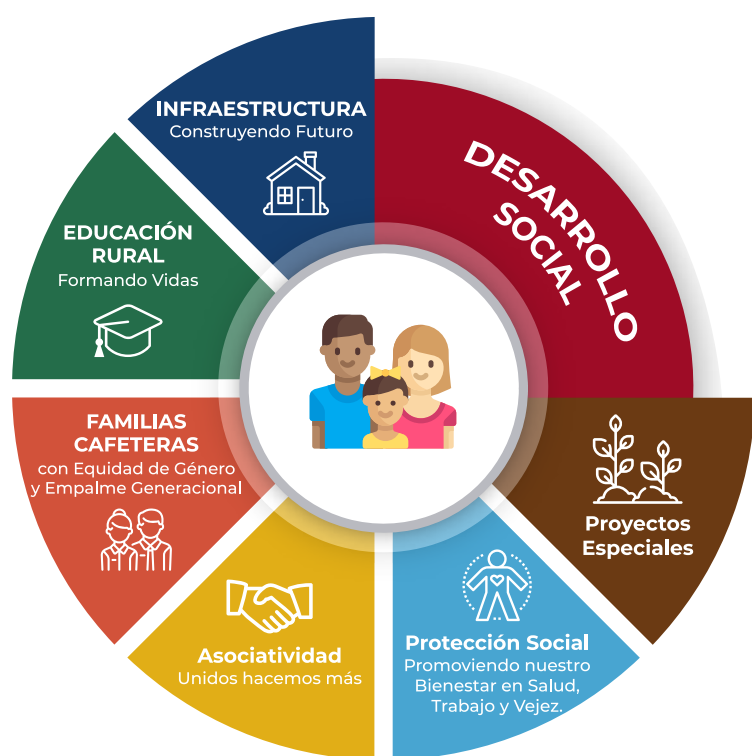 DESARROLLO
SOCIAL
INFRAESTRUCTURA
Construyendo Futuro
EDUCACIÓN
RURAL
Formando Vidas
FAMILIAS
CAFETERAS
con Equidad de Género
y Empalme Generacional
Asociatividad
Unidos hacemos más
Protección Social
Promoviendo nuestro
Bienestar en Salud,
Trabajo y Vejez.
Proyectos
Especiales